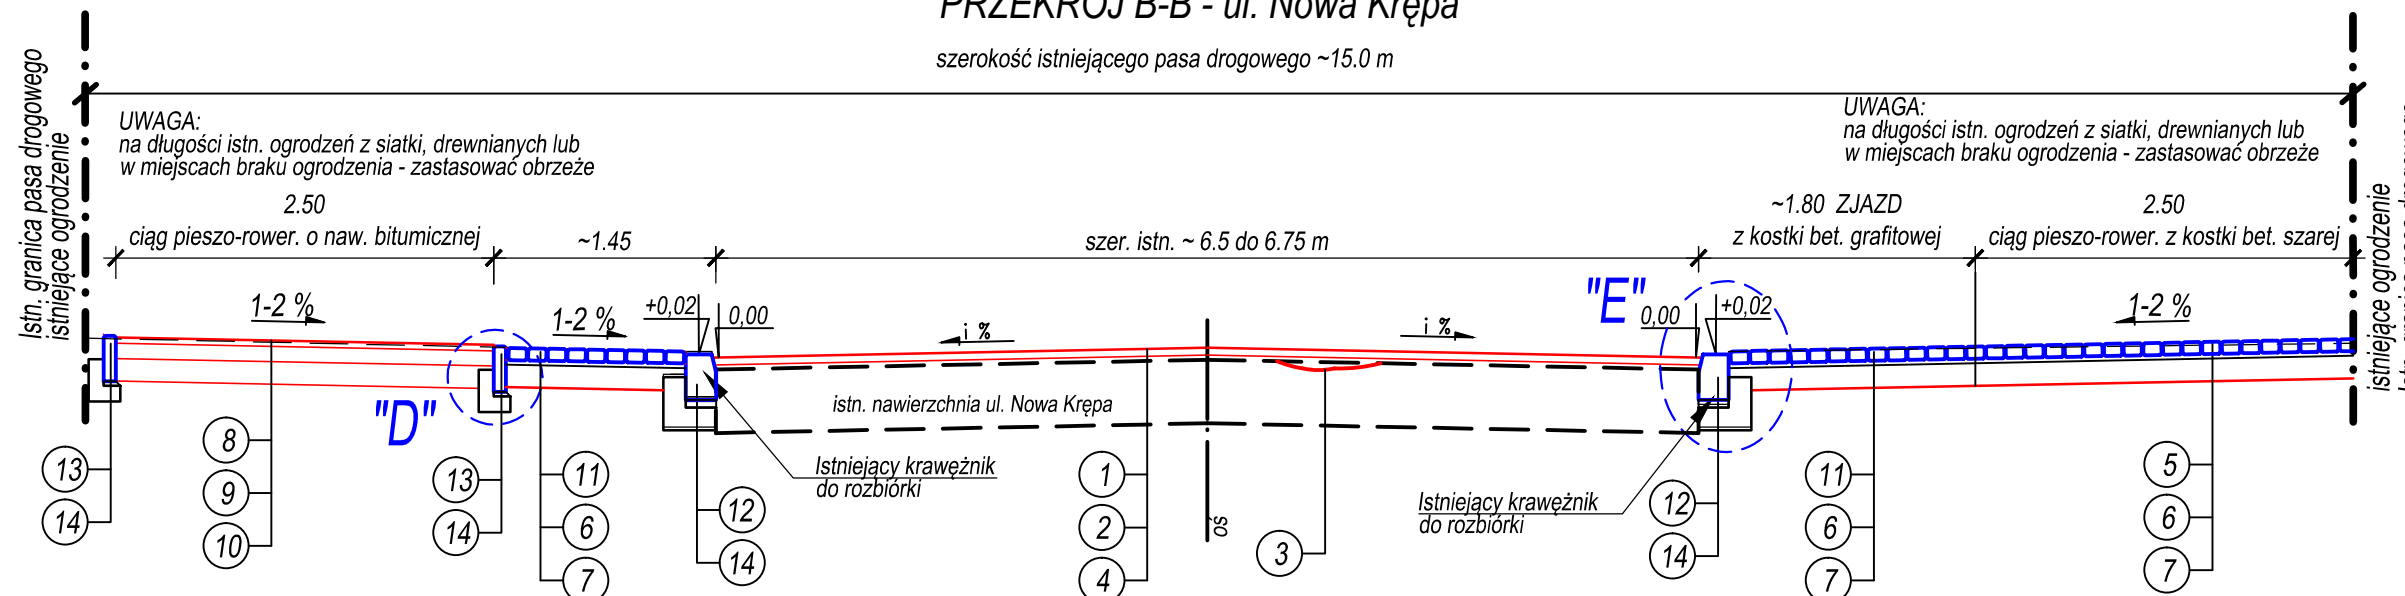 PRZEKRÓJ B-B - ul. Nowa Krępa
szerokość istniejącego pasa drogowego ~15.0 m
Istn. granica pasa drogowego
istniejące ogrodzenie
UWAGA:
na długości istn. ogrodzeń z siatki, drewnianych lub
w miejscach braku ogrodzenia - zastasować obrzeże
UWAGA:
na długości istn. ogrodzeń z siatki, drewnianych lub
w miejscach braku ogrodzenia - zastasować obrzeże
2.50
ciąg pieszo-rower. o naw. bitumicznej
~1.45
szer. istn. ~ 6.5 do 6.75 m
~1.80 ZJAZD
z kostki bet. grafitowej
2.50
ciąg pieszo-rower. z kostki bet. szarej
istniejące ogrodzenie
1-2 %
1-2 %
+0,02
0,00
i %
i %
"E"
0,00
+0,02
1-2 %
"D"
istn. nawierzchnia ul. Nowa Krępa
Istniejący krawężnik
do rozbiórki
Istniejący krawężnik
do rozbiórki
oś
13
14
8
9
10
13
14
11
6
7
12
14
1
2
4
3
12
14
11
6
7
5
6
7